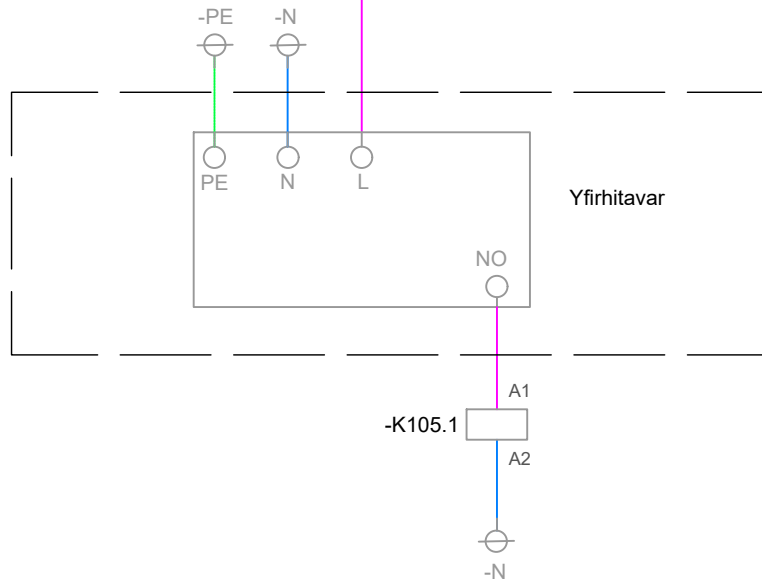 -PE -N
PE N L
Yfirhitavar
NO
A1
-K105.1
A2
-N